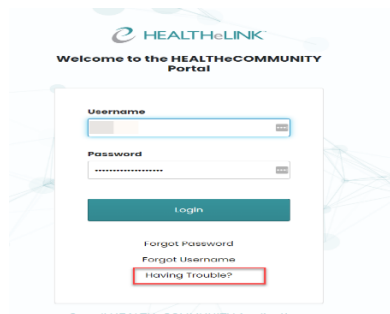 HEALTHeLINK
Welcome to the HEALTHeCOMMUNITY
Portal
Username
Password
Login
Forgot Password
Forgot Username
Having Trouble?